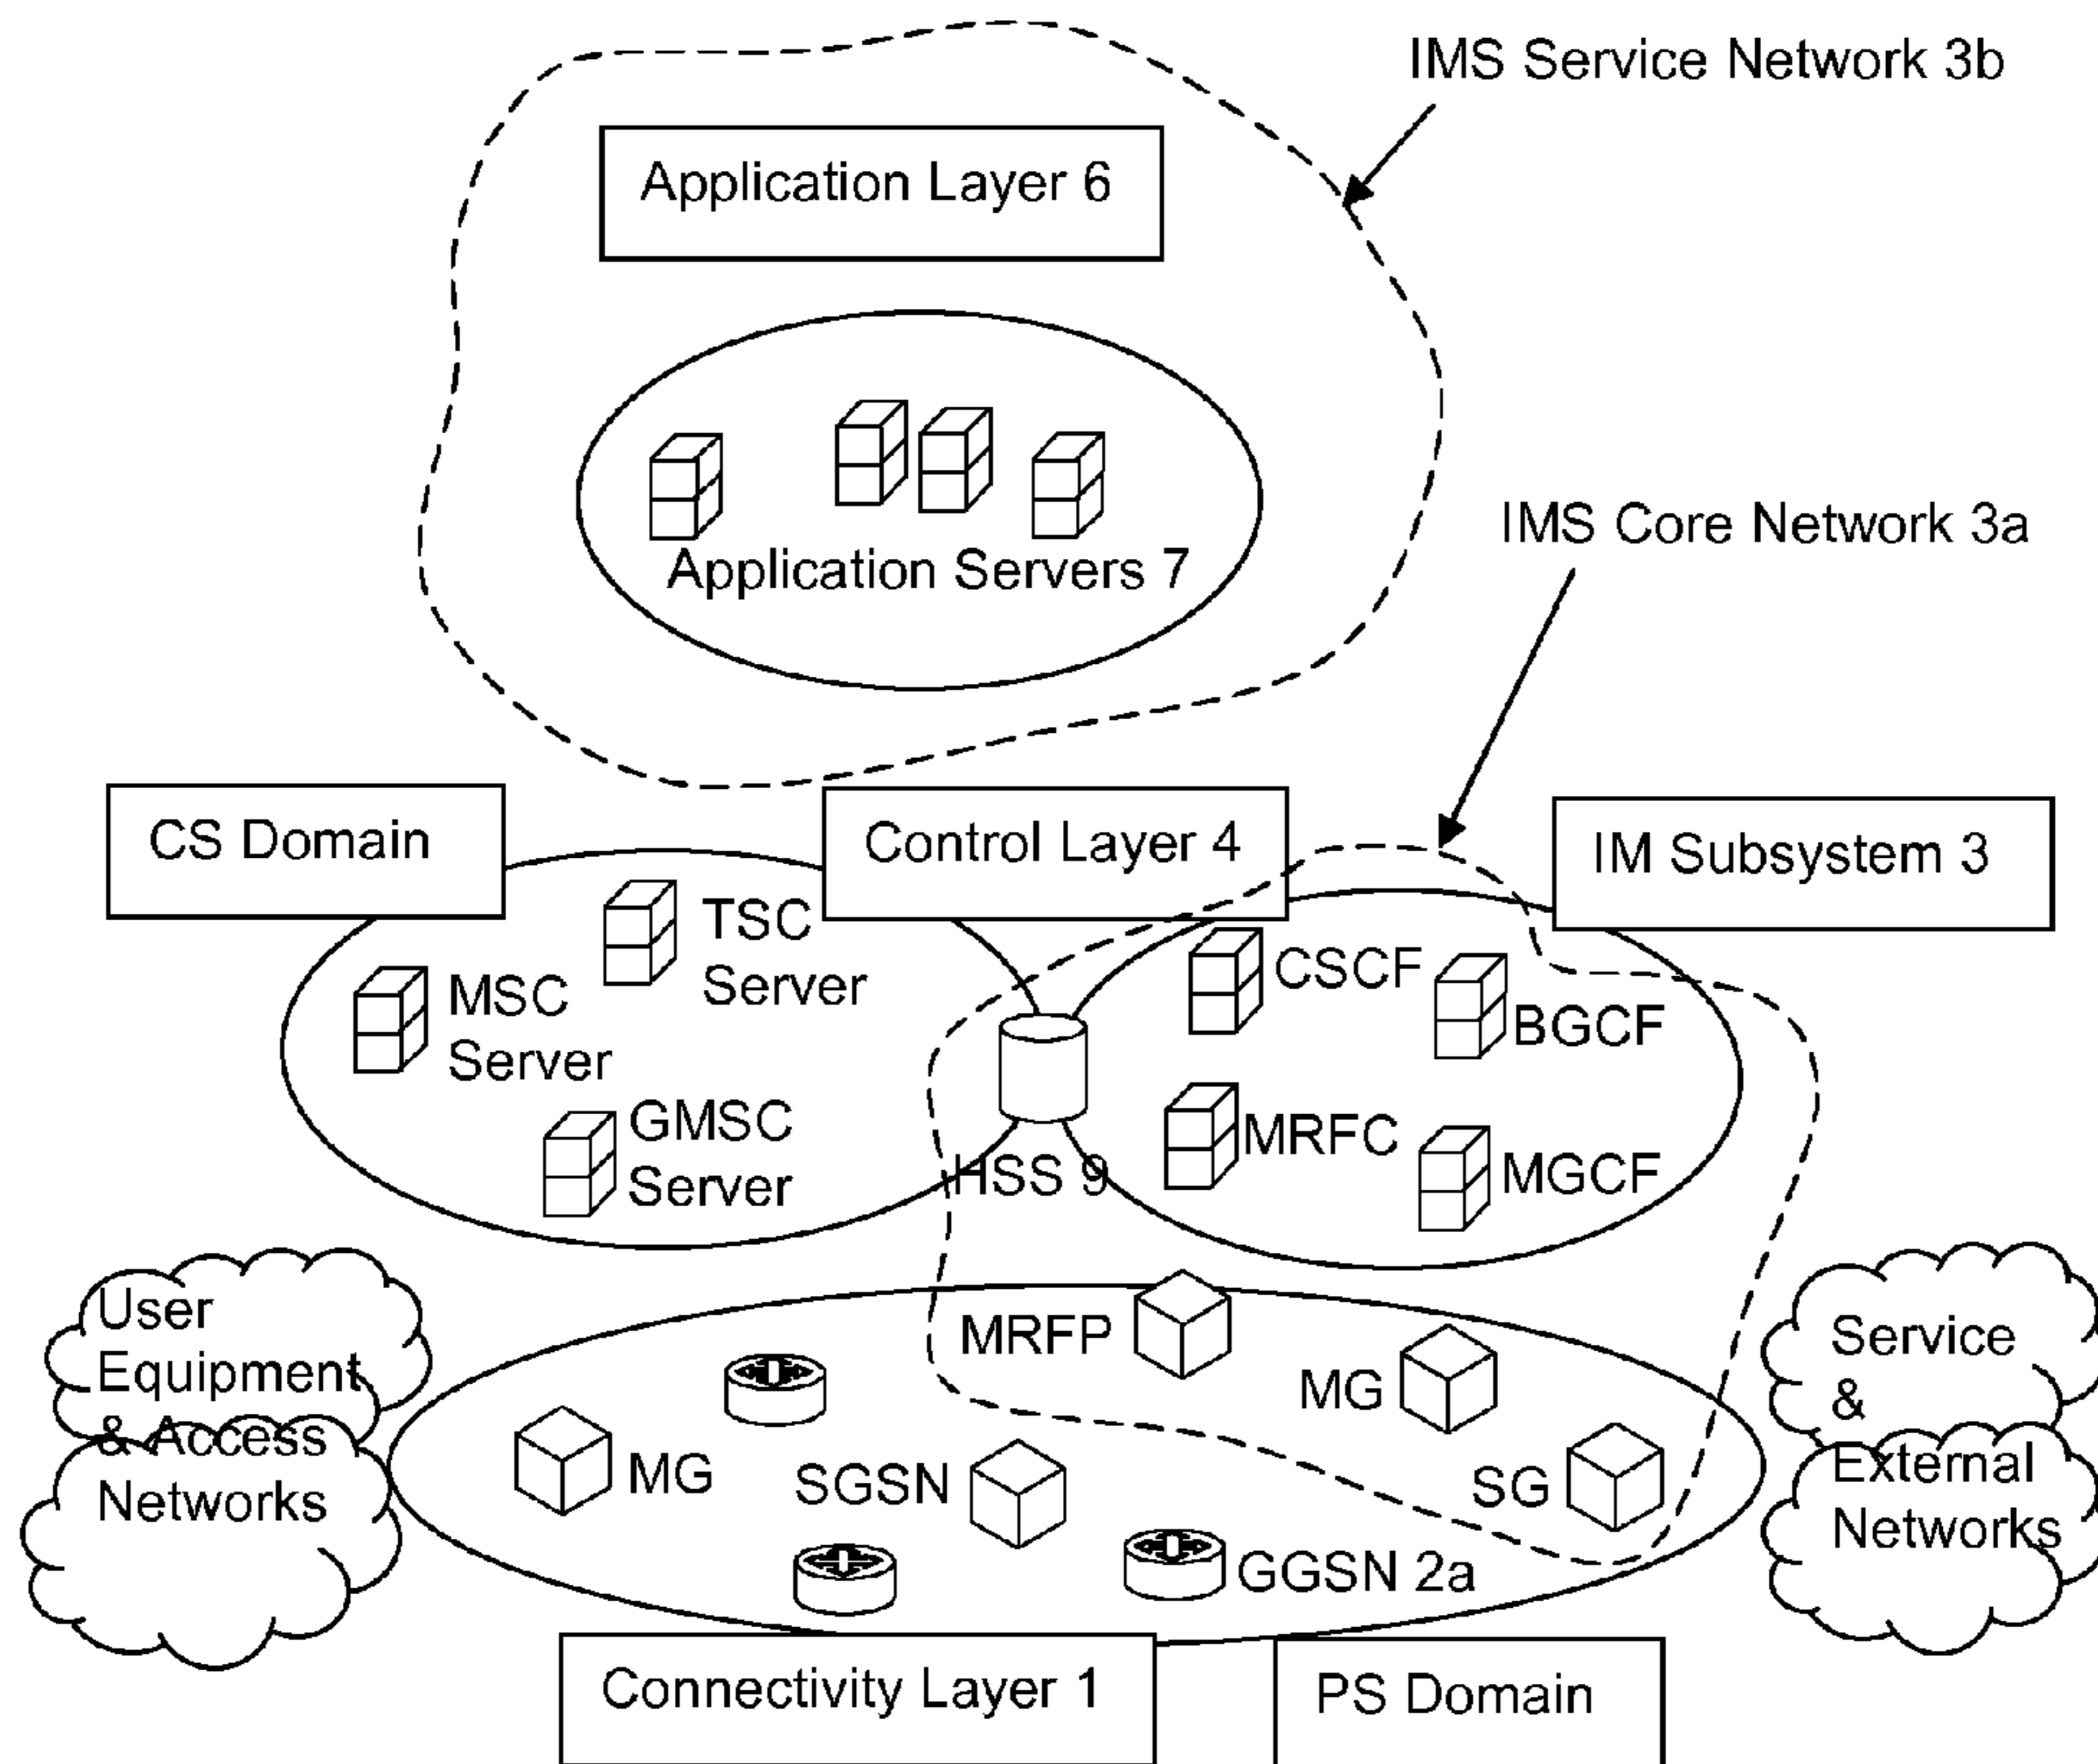 IMS Service Network 3b
Application Layer 6
IMS Core Network 3a
Application Servers 7
CS Domain
Control Layer 4
IM Subsystem 3
TSC
Server
CSCF
MSC
Server
BGCF
GMSC
Server
MRFC
HSS 9
MGCF
User
Equipment
& Access
Networks
MRFP
MG
Service
&
External
Networks
MG
SGSN
SG
GGSN 2a
Connectivity Layer 1
PS Domain